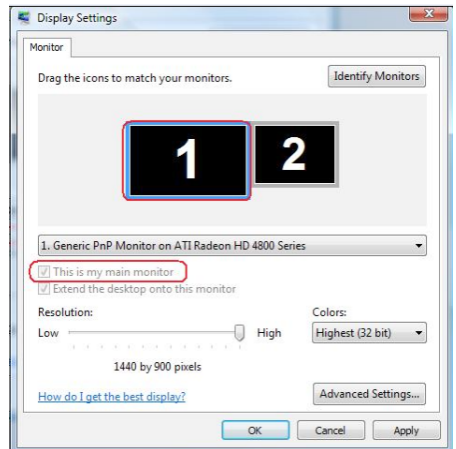 Display Settings
Monitor
Drag the icons to match your monitors.
Identify Monitors
1
2
1. Generic PnP Monitor on ATI Radeon HD 4800 Series
This is my main monitor
Extend the desktop onto this monitor
Resolution:
Colors:
Low
High
Highest (32 bit)
1440 by 900 pixels
How do I get the best display?
Advanced Settings...
OK
Cancel
Apply